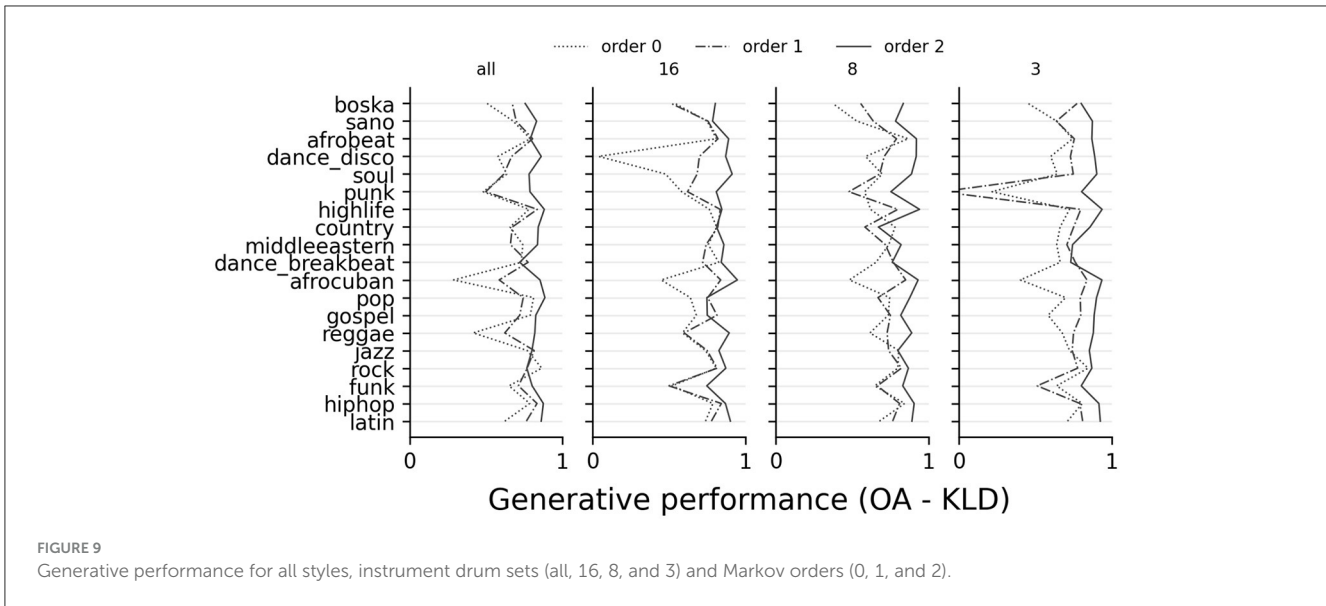 order 0 order 1 order 2
all 16 8 3
boska
sano
afrobeat
dance_disco
soul
punk
highlife
country
middleeastern
dance_breakbeat
afrocuban
pop
gospel
reggae
jazz
rock
funk
hiphop
latin
0 1 0 1 0 1 0 1
Generative performance (OA - KLD)
FIGURE 9
Generative performance for all styles, instrument drum sets (all, 16, 8, and 3) and Markov orders (0, 1, and 2).